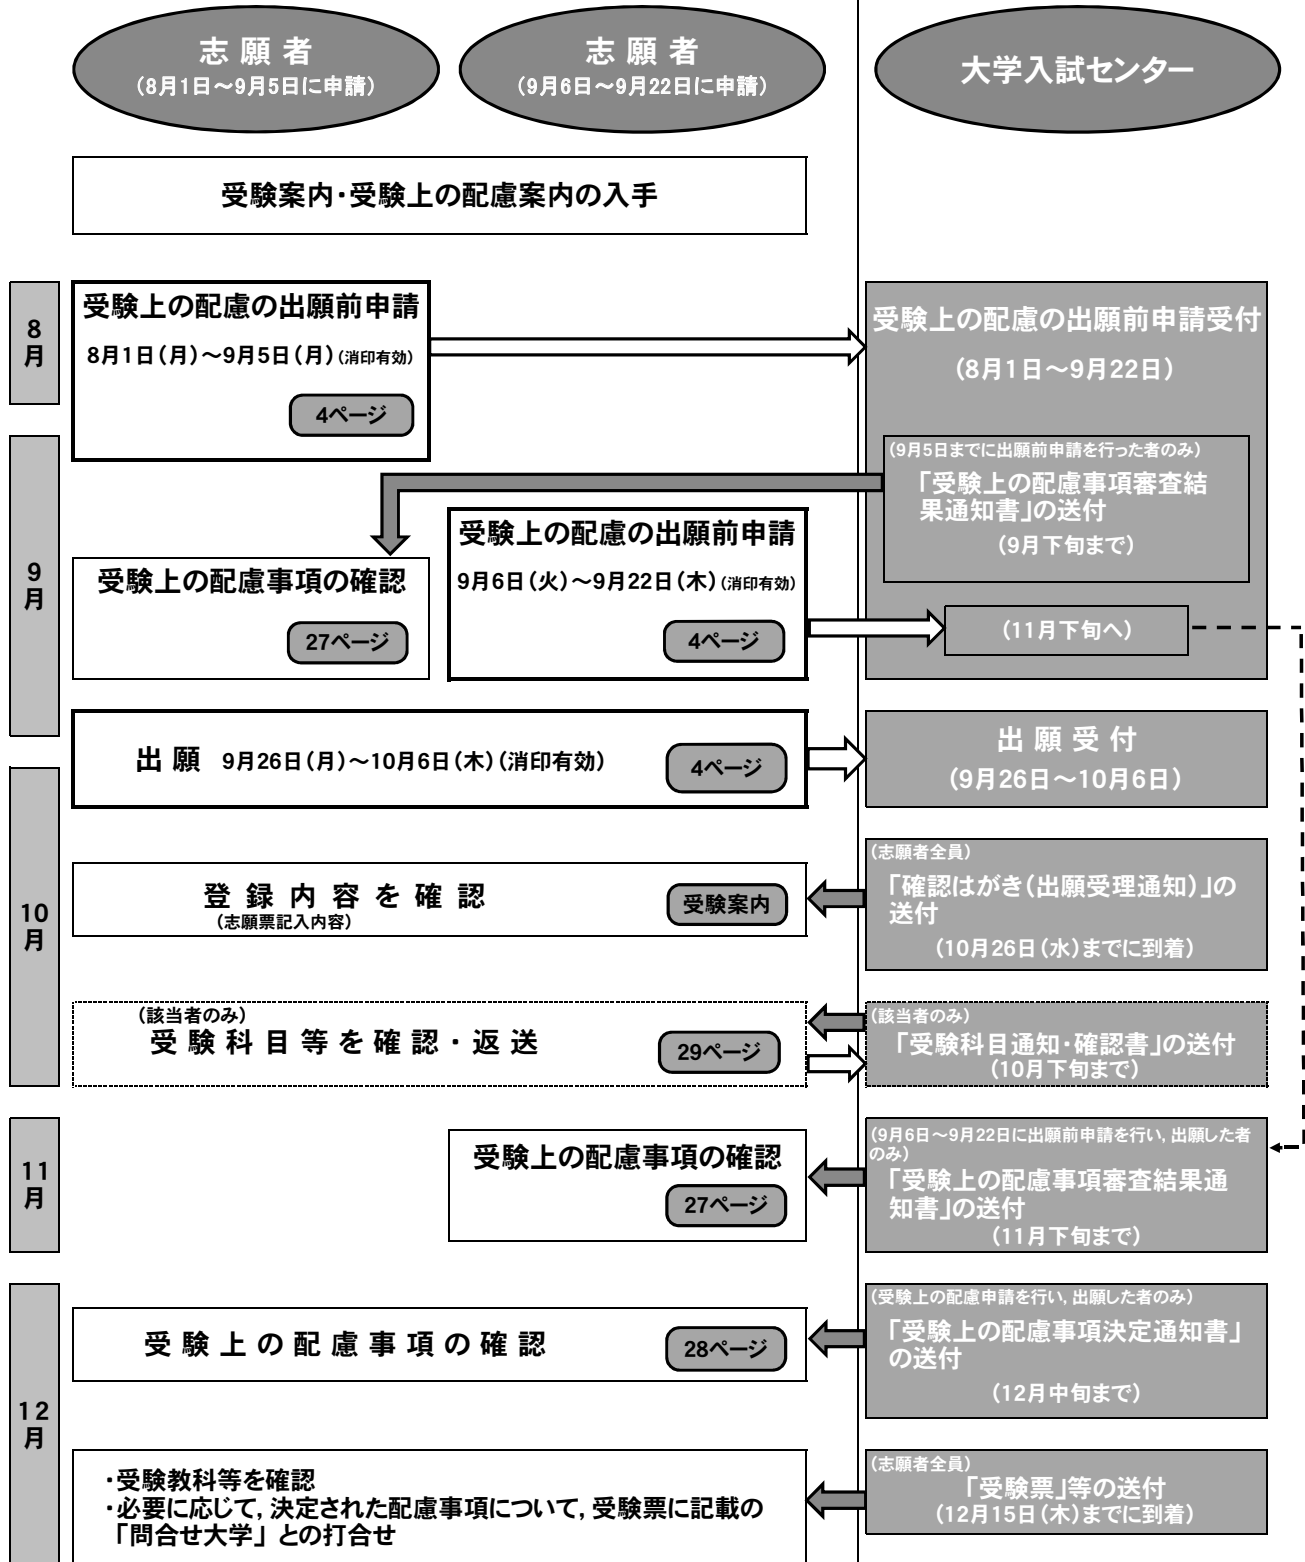 志願者
（8月1日～9月5日に申請）
志願者
（9月6日～9月22日に申請）
大学入試センター
受験案内・受験上の配慮案内の入手
8月
受験上の配慮の出願前申請
8月1日（月）～9月5日（月）（消印有効）
4ページ
受験上の配慮の出願前申請受付
（8月1日～9月22日）
9月
（9月5日までに出願前申請を行った者のみ）
「受験上の配慮事項審査結
果通知書」の送付
（9月下旬まで）
受験上の配慮事項の確認
27ページ
受験上の配慮の出願前申請
9月6日（火）～9月22日（木）（消印有効）
4ページ
（11月下旬へ）
出願 9月26日（月）～10月6日（木）（消印有効）
4ページ
出願受付
（9月26日～10月6日）
10月
登録内容を確認
（志願票記入内容）
受験案内
（志願者全員）
「確認はがき（出願受理通知）」の
送付
（10月26日（水）までに到着）
（該当者のみ）
受験科目等を確認・返送
29ページ
（該当者のみ）
「受験科目通知・確認書」の送付
（10月下旬まで）
11月
受験上の配慮事項の確認
27ページ
（9月6日～9月22日に出願前申請を行い，出願した者
のみ）
「受験上の配慮事項審査結果通
知書」の送付
（11月下旬まで）
12月
受験上の配慮事項の確認
28ページ
（受験上の配慮申請を行い，出願した者のみ）
「受験上の配慮事項決定通知書」
の送付
（12月中旬まで）
・受験教科等を確認
・必要に応じて，決定された配慮事項について，受験票に記載の
「問合せ大学」との打合せ
（志願者全員）
「受験票」等の送付
（12月15日（木）までに到着）